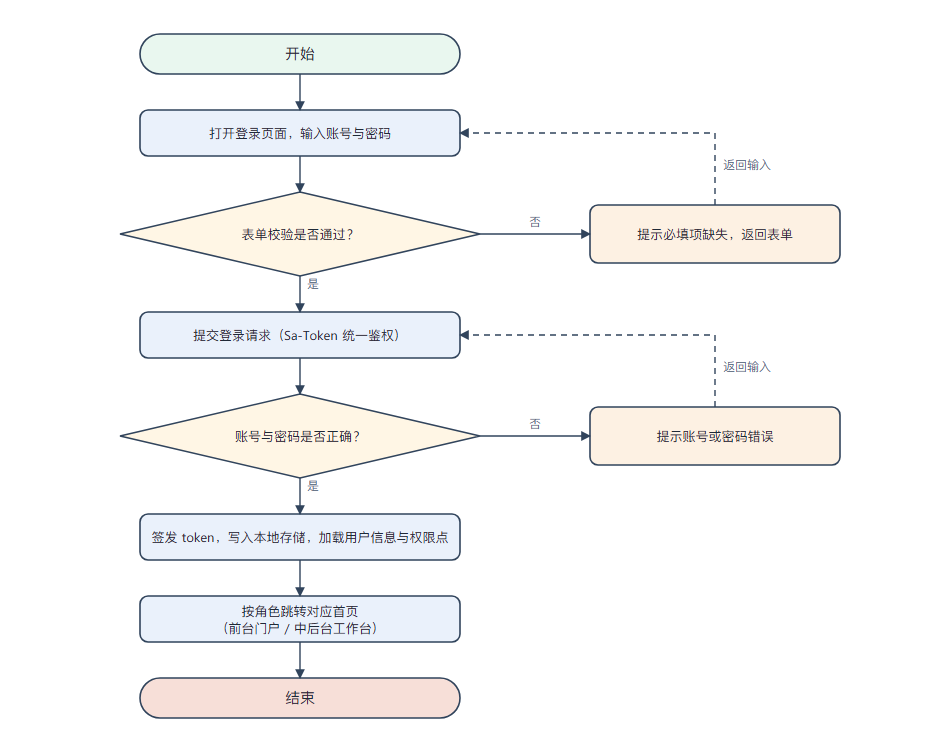 开始
打开登录页面，输入账号与密码
返回输入
表单校验是否通过？
否
提示必填项缺失，返回表单
是
提交登录请求（Sa-Token 统一鉴权）
返回输入
账号与密码是否正确？
否
提示账号或密码错误
是
签发 token，写入本地存储，加载用户信息与权限点
按角色跳转对应首页
（前台门户 / 中后台工作台）
结束